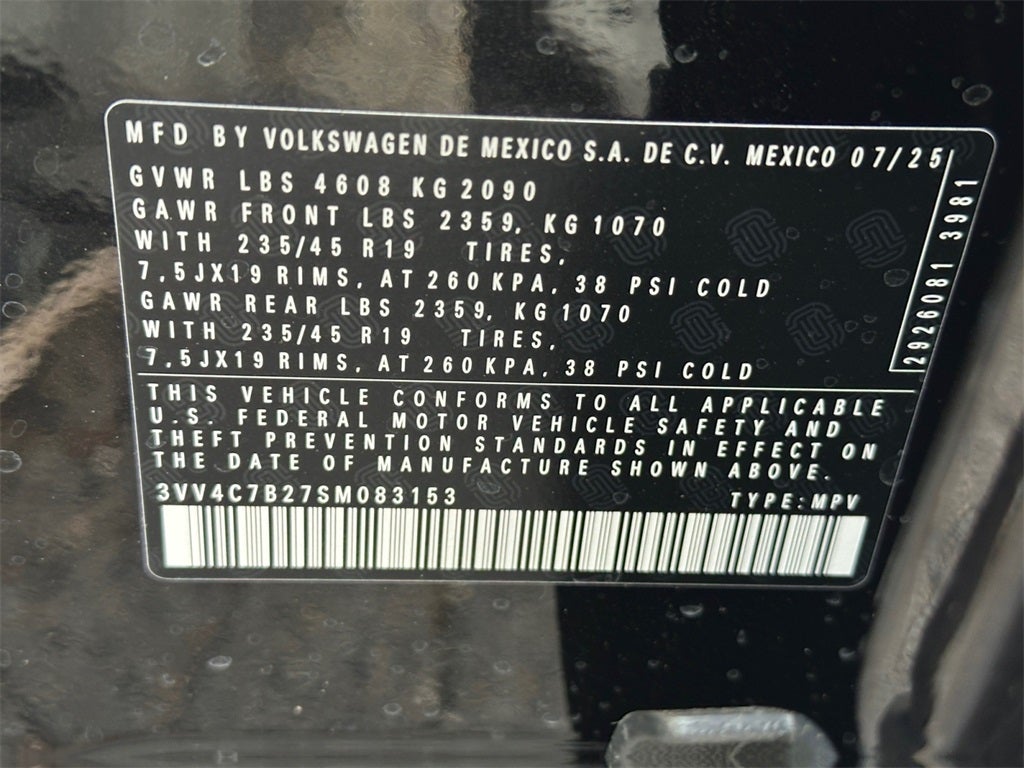 MFD BY VOLKSWAGEN DE MEXICO S.A. DE C.V. MEXICO 07/25
GVWR LBS 4608 KG 2090
GAWR FRONT LBS 2359, KG 1070
WITH 235/45 R19 TIRES,
7,5JX19 RIMS, AT 260 KPA, 38 PSI COLD
GAWR REAR LBS 2359, KG 1070
WITH 235/45 R19 TIRES,
7,5JX19 RIMS, AT 260 KPA, 38 PSI COLD
2926081 3981
THIS VEHICLE CONFORMS TO ALL APPLICABLE
U.S. FEDERAL MOTOR VEHICLE SAFETY AND
THEFT PREVENTION STANDARDS IN EFFECT ON
THE DATE OF MANUFACTURE SHOWN ABOVE.
3VV4C7B27SM083153 TYPE: MPV